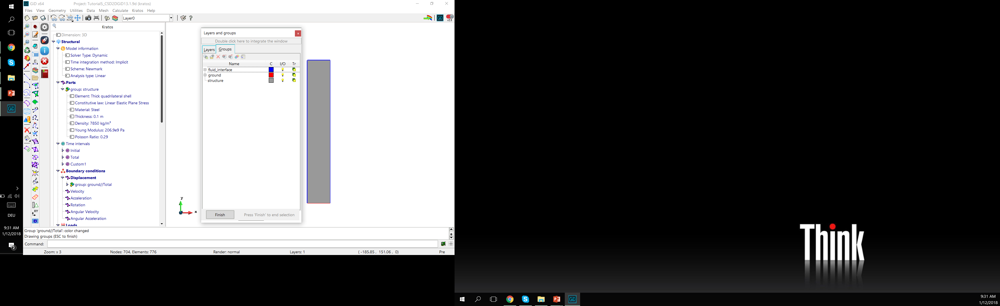 GiD x64
Project: Tutorial5_CSD2DGiD13.1.9d (kratos)
Files View Geometry Utilities Data Mesh Calculate Kratos Help
Layer0
GiD
v13
Kratos
Dimension: 3D
Structural
Model information
Solver Type: Dynamic
Time integration method: Implicit
Scheme: Newmark
Analysis type: Linear
Parts
group: structure
Element: Thick quadrilateral shell
Constitutive law: Linear Elastic Plane Stress
Material: Steel
Thickness: 0.1 m
Density: 7850 kg/m³
Young Modulus: 206.9e9 Pa
Poisson Ratio: 0.29
Time intervals
Initial
Total
Custom1
Boundary conditions
Displacement
group: ground//Total
Velocity
Acceleration
Rotation
Angular Velocity
Angular Acceleration
Loads
Layers and groups
Double click here to integrate the window
Layers Groups
Name C I/O Tr
fluid_interface
ground
structure
Finish
Press 'Finish' to end selection
y
x
Group 'ground//Total': color changed
Drawing groups (ESC to finish)
Command:
Zoom: x 3
Nodes: 704, Elements: 776
Render: normal
Layers: 1
( -185.85 , 151.06 , 0)
Pre
GiD
DEU
9:31 AM
1/12/2018
2
Think
GiD
9:31 AM
1/12/2018